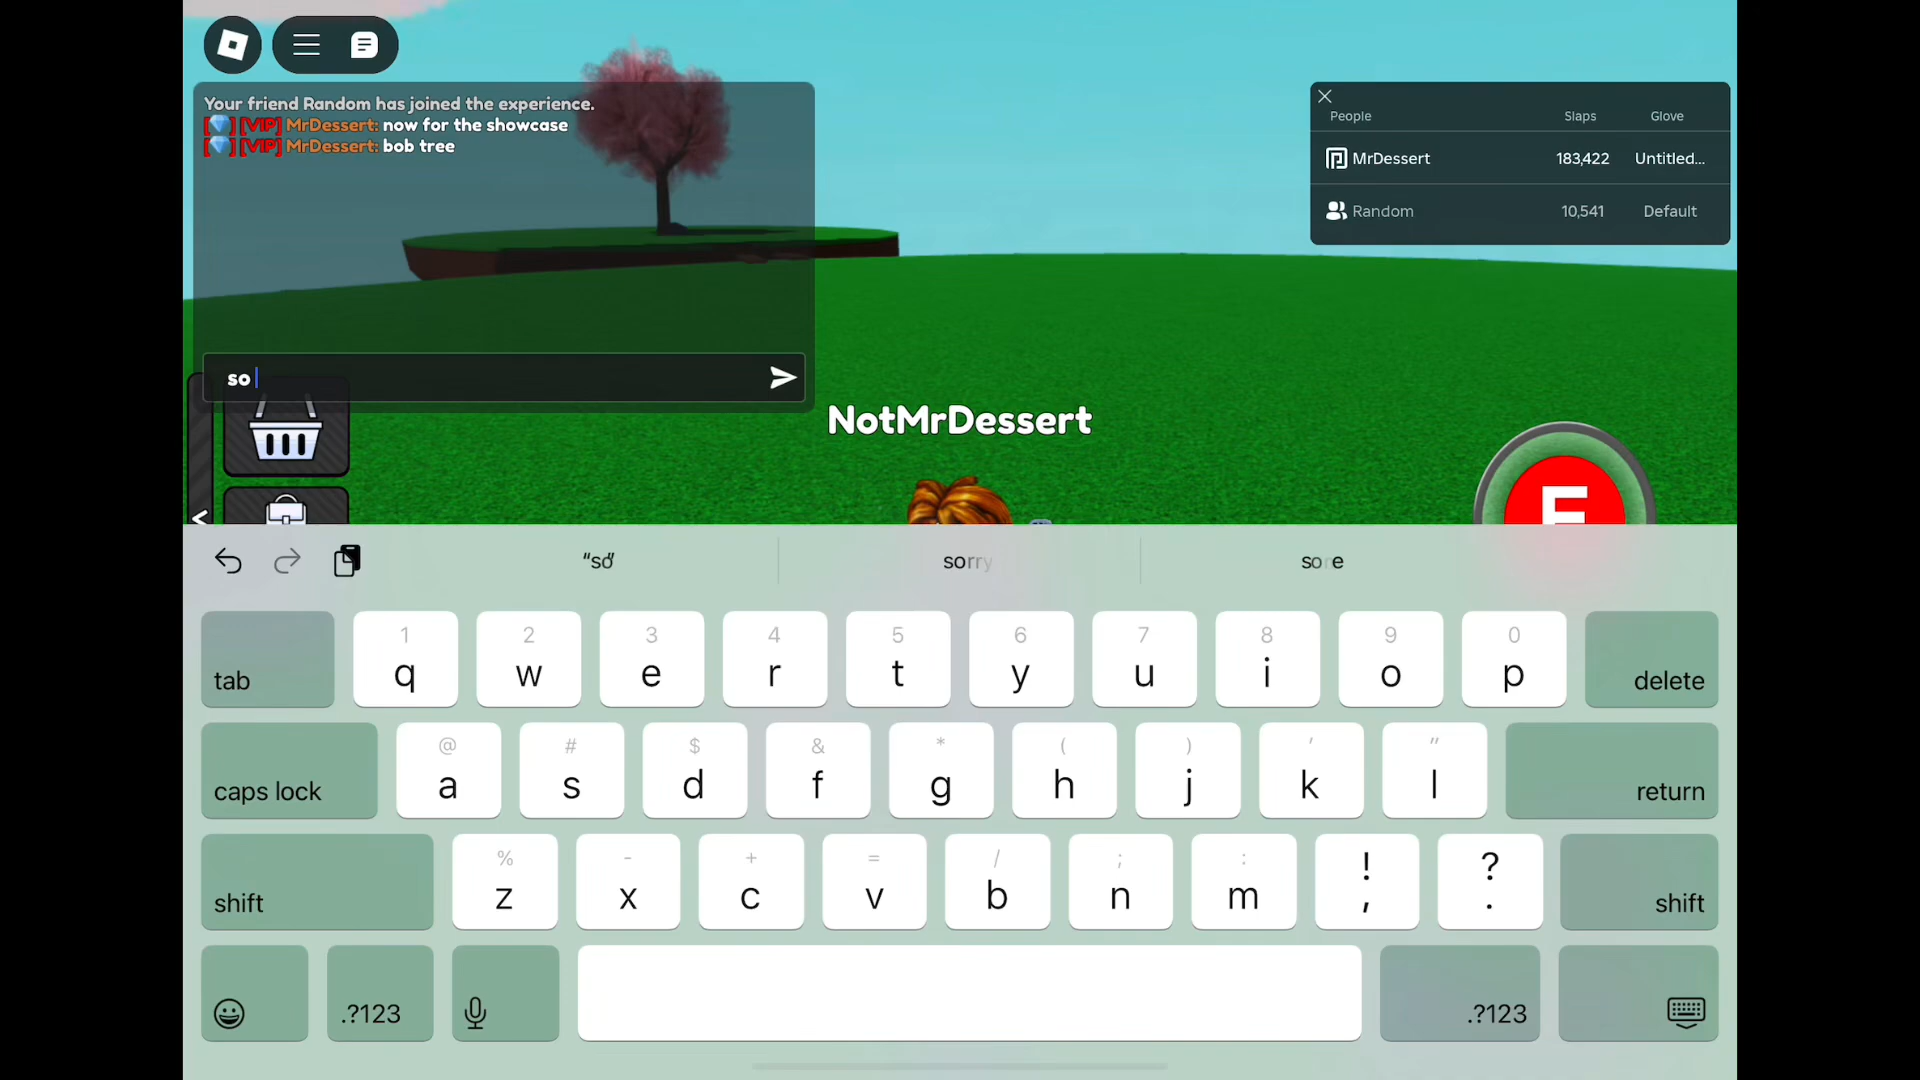 Your friend Random has joined the experience.
[💎] [VIP] MrDessert: now for the showcase
[💎] [VIP] MrDessert: bob tree
so
People Slaps Glove
MrDessert 183,422 Untitled...
Random 10,541 Default
NotMrDessert
E
<
“so” sorry some
1 2 3 4 5 6 7 8 9 0
tab q w e r t y u i o p delete
@ # $ & * ( ) ' "
caps lock a s d f g h j k l return
% - + = / ; : ! ?
shift z x c v b n m , . shift
.?123 .?123